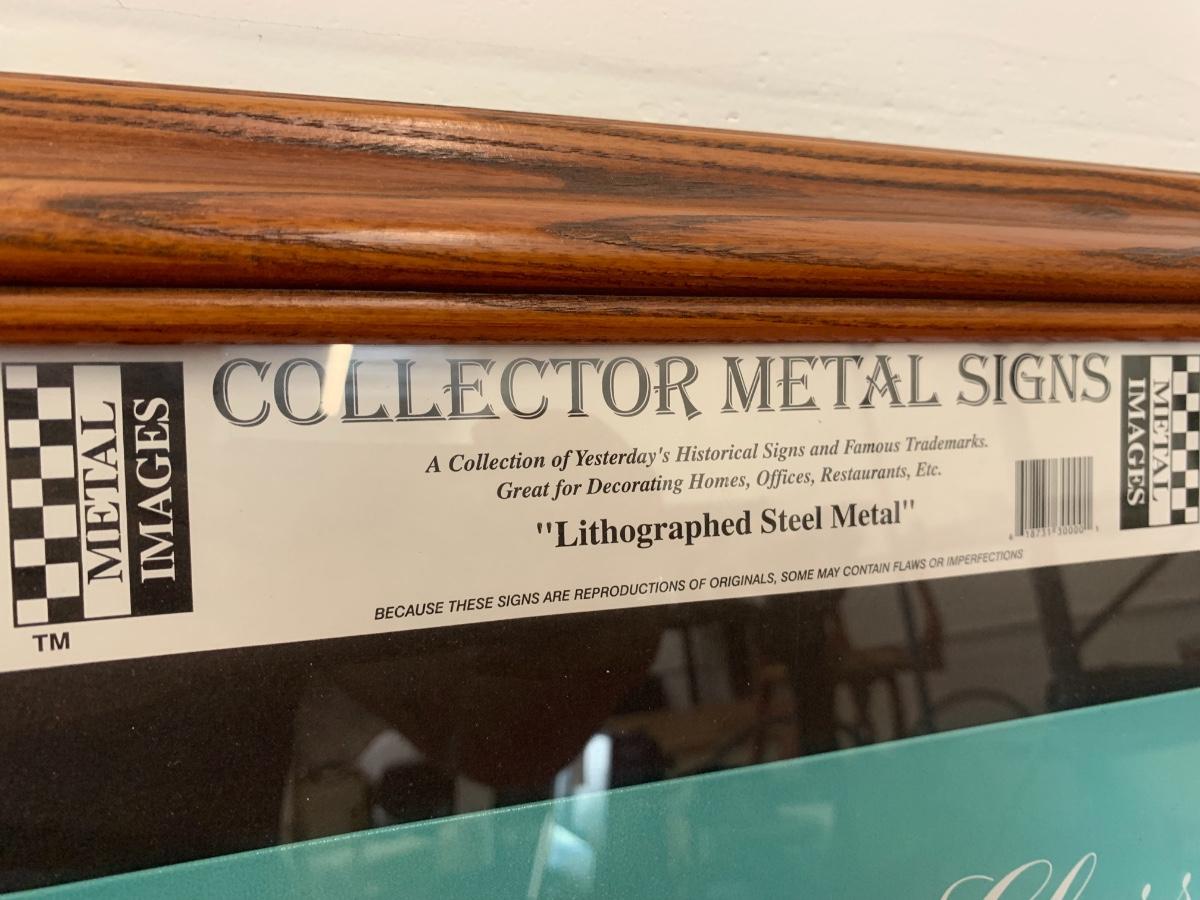 METAL
IMAGES
TM
COLLECTOR METAL SIGNS
A Collection of Yesterday's Historical Signs and Famous Trademarks.
Great for Decorating Homes, Offices, Restaurants, Etc.
"Lithographed Steel Metal"
BECAUSE THESE SIGNS ARE REPRODUCTIONS OF ORIGINALS, SOME MAY CONTAIN FLAWS OR IMPERFECTIONS
METAL
IMAGES